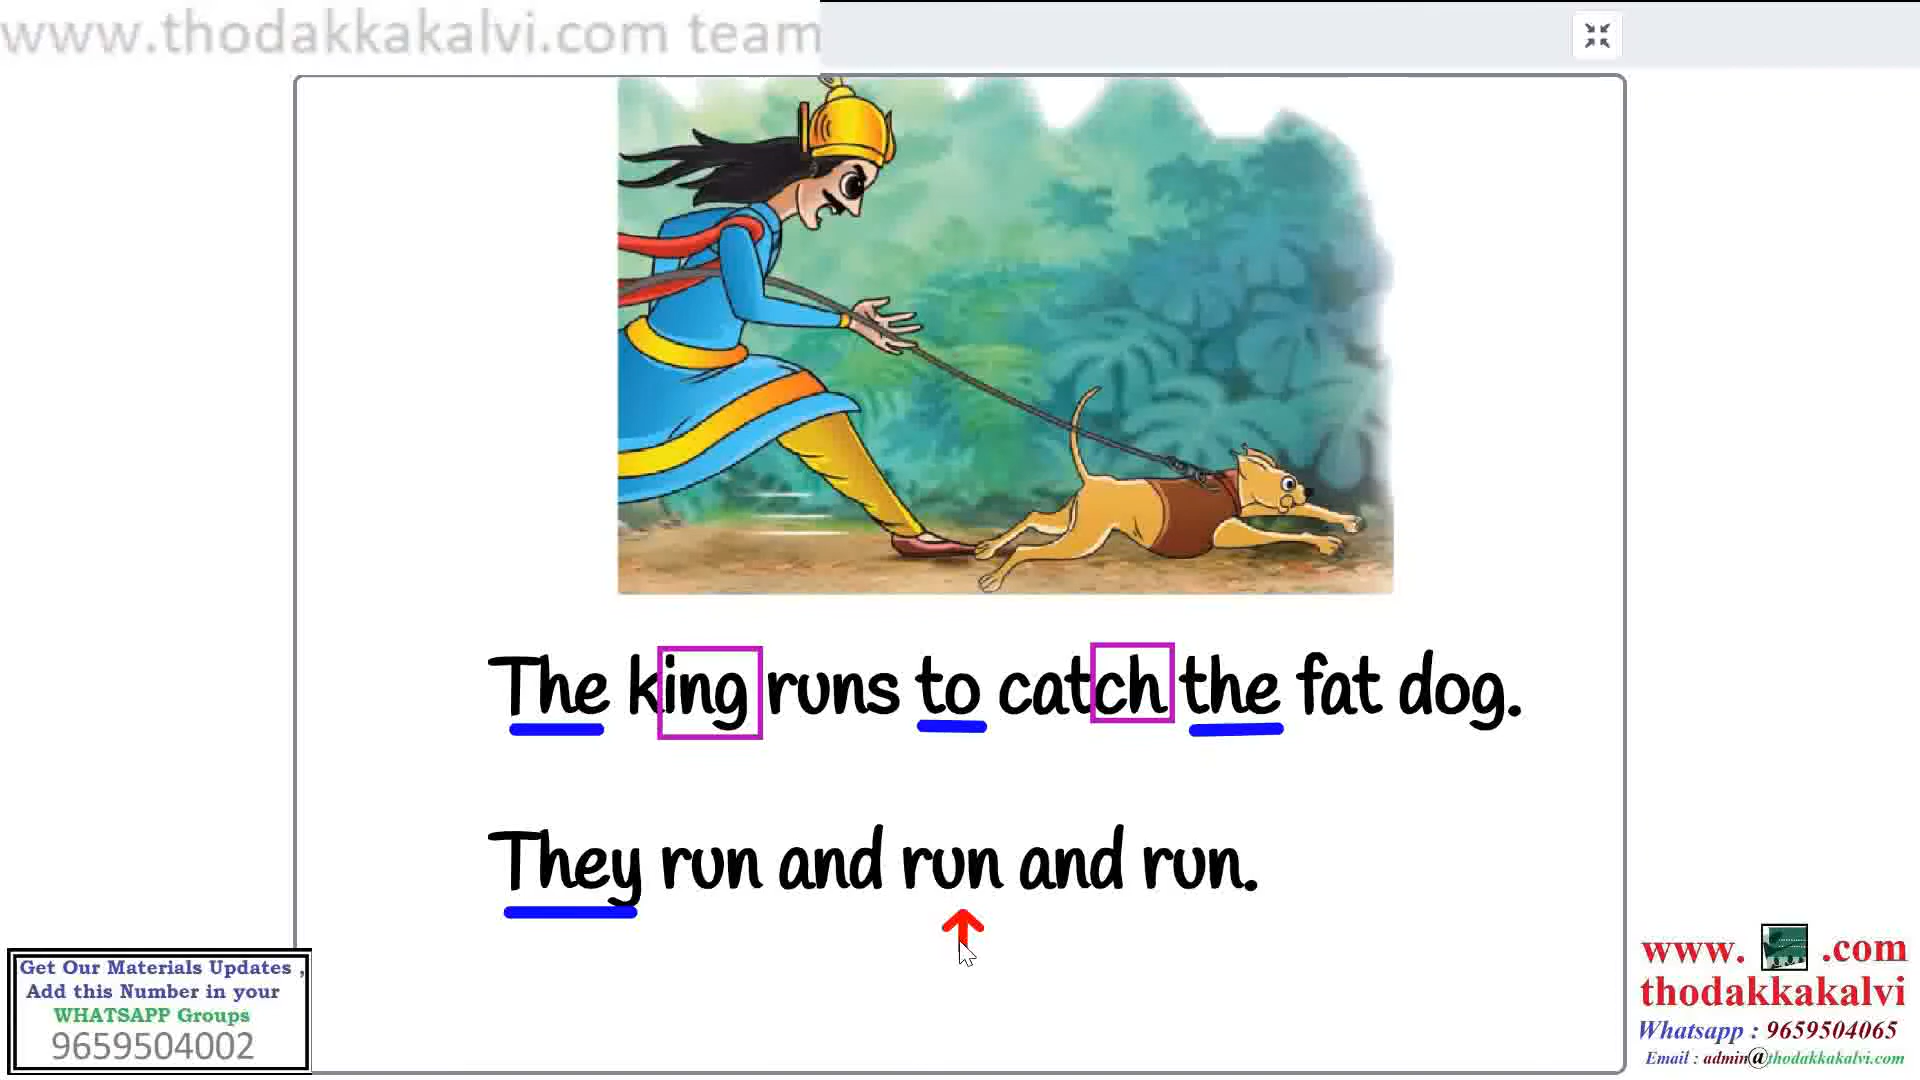 www.thodakkakalvi.com team
The king runs to catch the fat dog.
They run and run and run.
Get Our Materials Updates ,
Add this Number in your
WHATSAPP Groups
9659504002
www. .com
thodakkakalvi
Whatsapp : 9659504065
Email : admin@thodakkakalvi.com